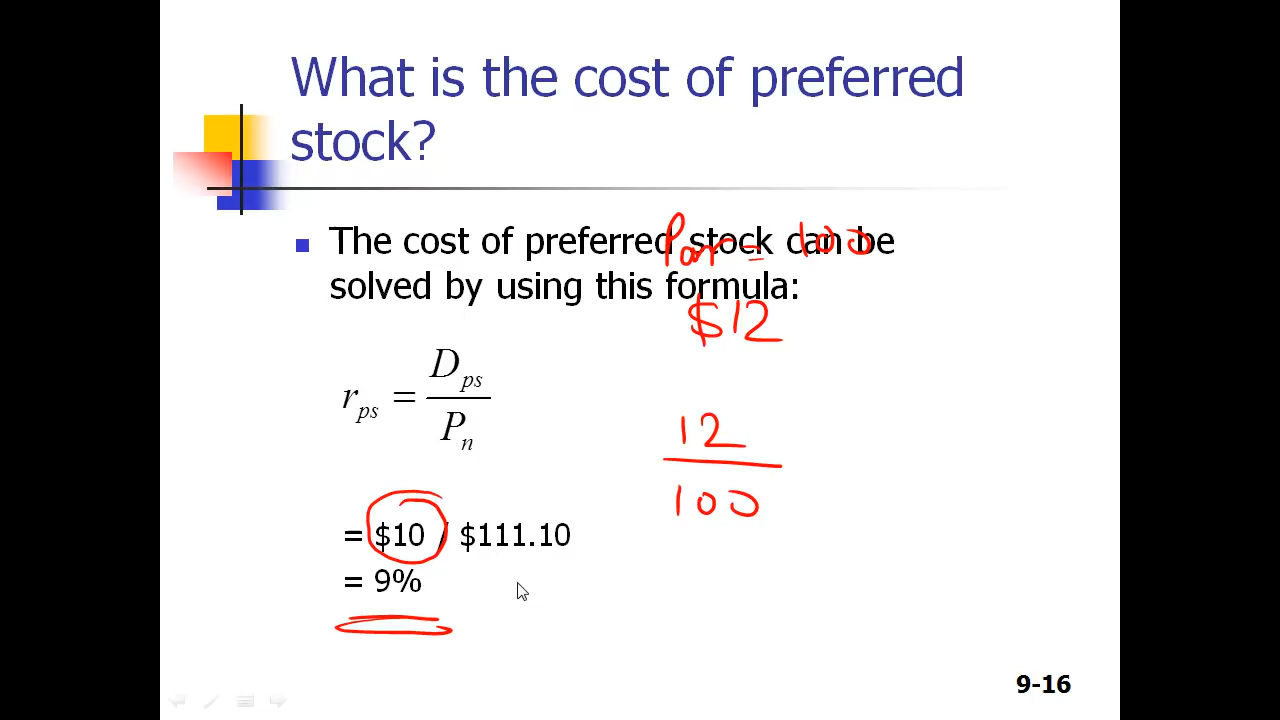 What is the cost of preferred
stock?
The cost of preferred stock can be
solved by using this formula:
Par = 100
$12
r_ps = D_ps / P_n
12
100
= $10 / $111.10
= 9%
9-16